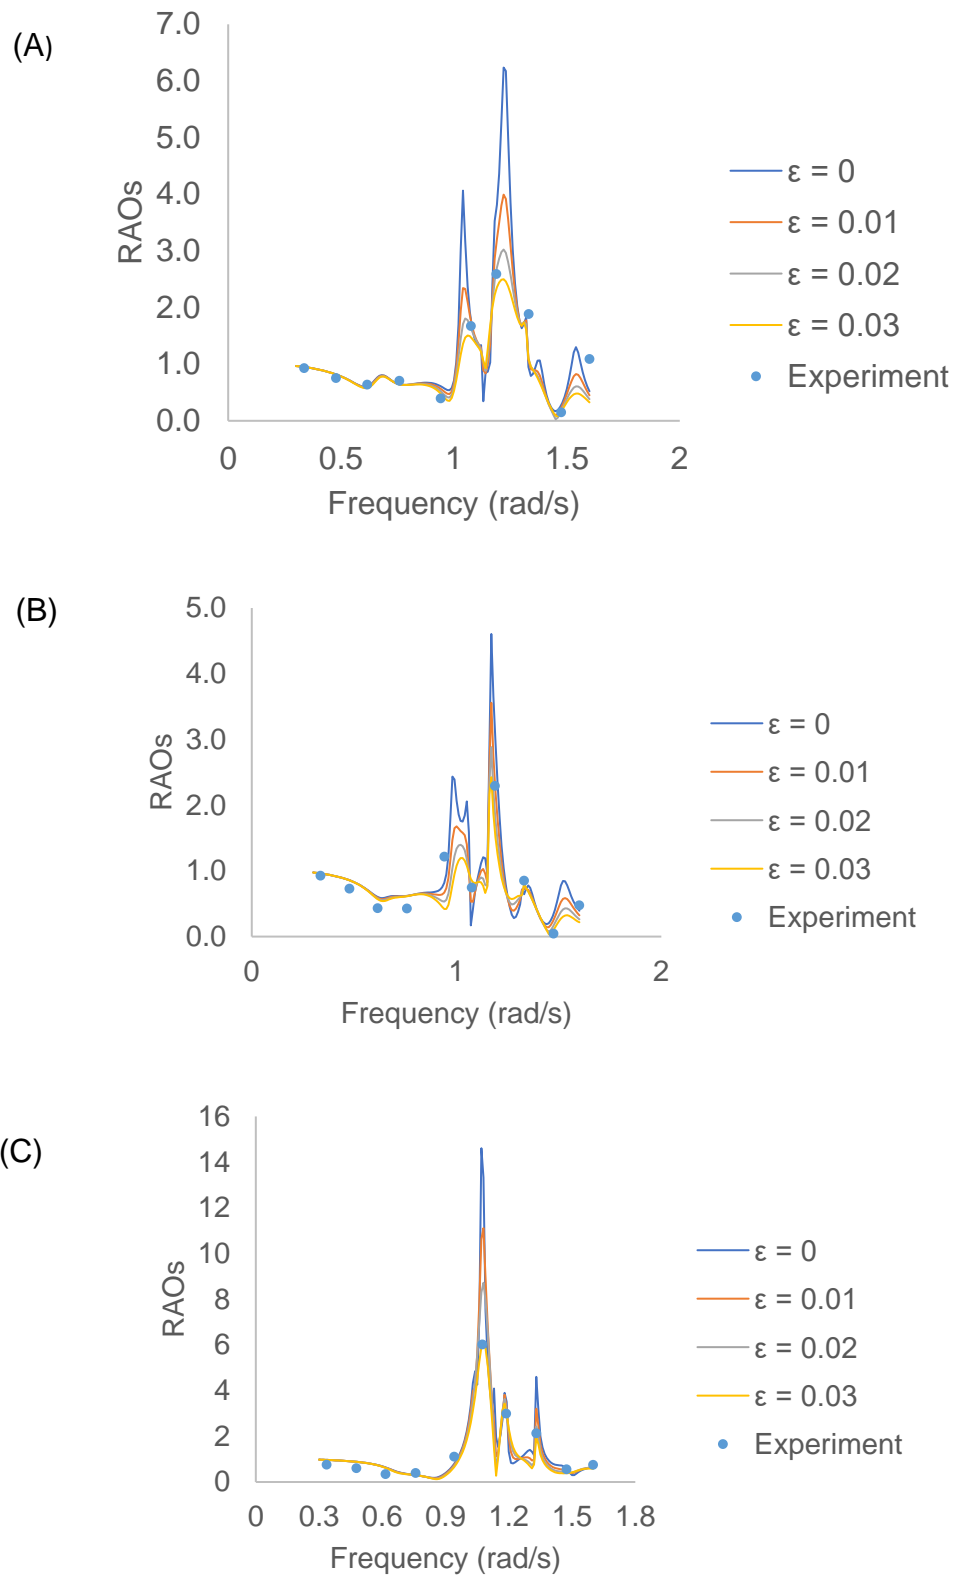 (A)
7.0
6.0
5.0
4.0
3.0
2.0
1.0
0.0
RAOs
0 0.5 1 1.5 2
Frequency (rad/s)
ε = 0
ε = 0.01
ε = 0.02
ε = 0.03
Experiment
(B)
5.0
4.0
3.0
2.0
1.0
0.0
RAOs
0 1 2
Frequency (rad/s)
ε = 0
ε = 0.01
ε = 0.02
ε = 0.03
Experiment
(C)
16
14
12
10
8
6
4
2
0
RAOs
0 0.3 0.6 0.9 1.2 1.5 1.8
Frequency (rad/s)
ε = 0
ε = 0.01
ε = 0.02
ε = 0.03
Experiment